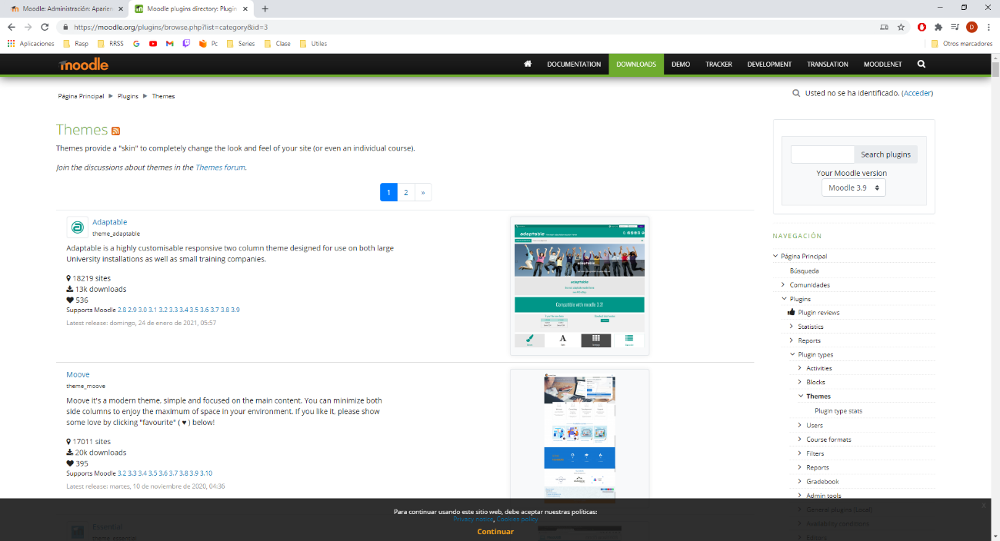 Moodle: Administración: Aparien
Moodle plugins directory: Plugin
https://moodle.org/plugins/browse.php?list=category&id=3
D
Aplicaciones
Rasp
RRSS
Pc
Series
Clase
Utiles
Otros marcadores
moodle
DOCUMENTATION
DOWNLOADS
DEMO
TRACKER
DEVELOPMENT
TRANSLATION
MOODLENET
Página Principal ▶ Plugins ▶ Themes
Usted no se ha identificado. (Acceder)
Themes
Themes provide a "skin" to completely change the look and feel of your site (or even an individual course).
Join the discussions about themes in the Themes forum.
1 2 »
Adaptable
theme_adaptable
Adaptable is a highly customisable responsive two column theme designed for use on both large
University installations as well as small training companies.
18219 sites
13k downloads
536
Supports Moodle 2.8 2.9 3.0 3.1 3.2 3.3 3.4 3.5 3.6 3.7 3.8 3.9
Latest release: domingo, 24 de enero de 2021, 05:57
adaptable
adaptable
adaptable
Compatible with moodle 3.3!
Moove
theme_moove
Moove it's a modern theme, simple and focused on the main content. You can minimize both
side columns to enjoy the maximum of space in your environment. If you like it, please show
some love by clicking "favourite" ( ♥ ) below!
17011 sites
20k downloads
395
Supports Moodle 3.2 3.3 3.4 3.5 3.6 3.7 3.8 3.9 3.10
Latest release: martes, 10 de noviembre de 2020, 04:36
Essential
theme_essential
Search plugins
Your Moodle version
Moodle 3.9
NAVEGACIÓN
Página Principal
Búsqueda
Comunidades
Plugins
Plugin reviews
Statistics
Reports
Plugin types
Activities
Blocks
Themes
Plugin type stats
Users
Course formats
Filters
Reports
Gradebook
Admin tools
General plugins (Local)
Availability conditions
Editors
Para continuar usando este sitio web, debe aceptar nuestras políticas:
Privacy notice, Cookies policy
Continuar
x